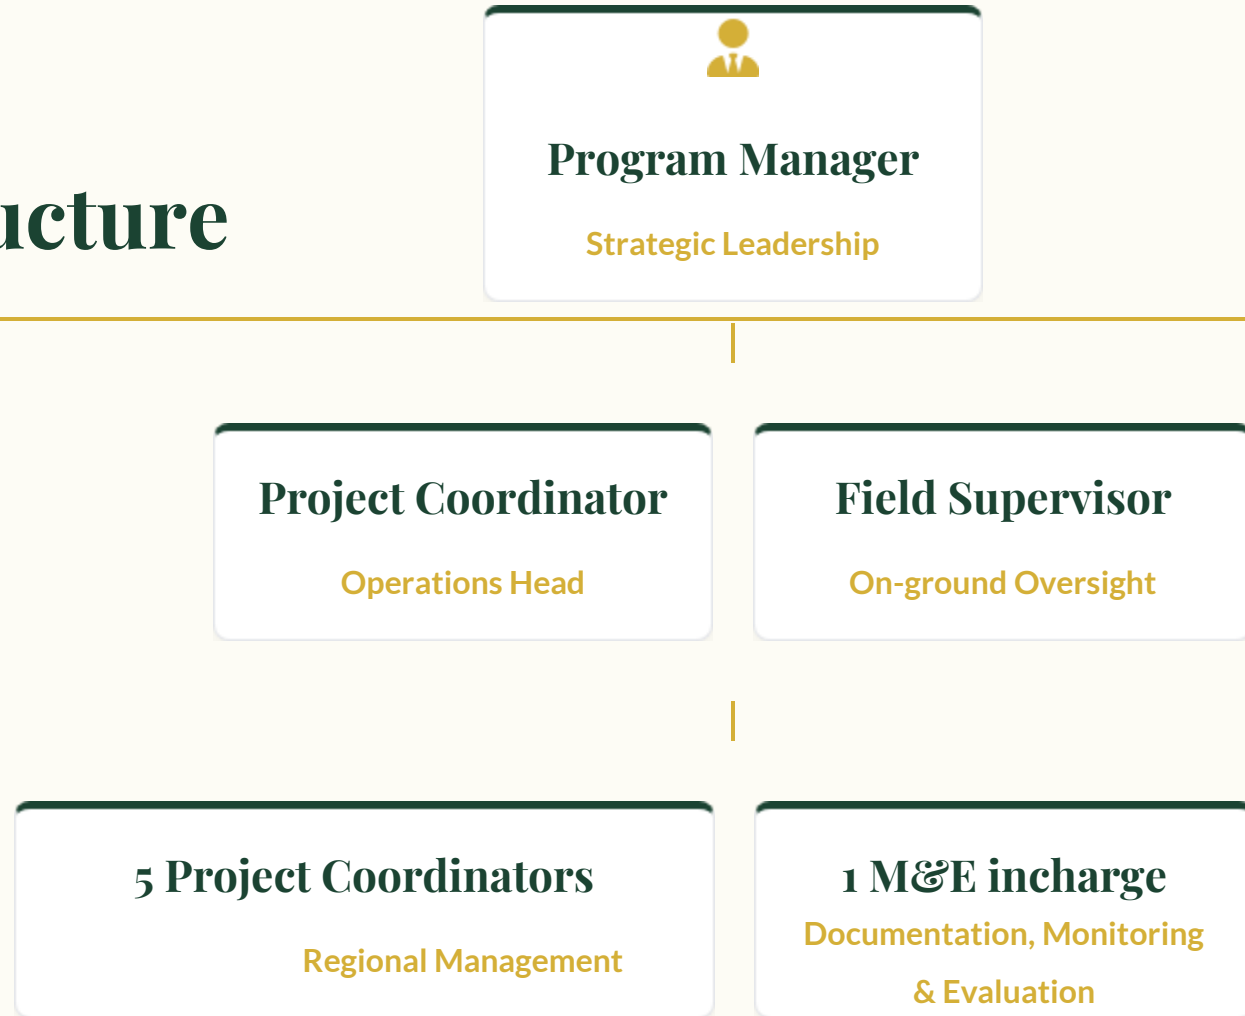 ucture
Program Manager
Strategic Leadership
Project Coordinator
Operations Head
Field Supervisor
On-ground Oversight
5 Project Coordinators
Regional Management
1 M&E incharge
Documentation, Monitoring
& Evaluation